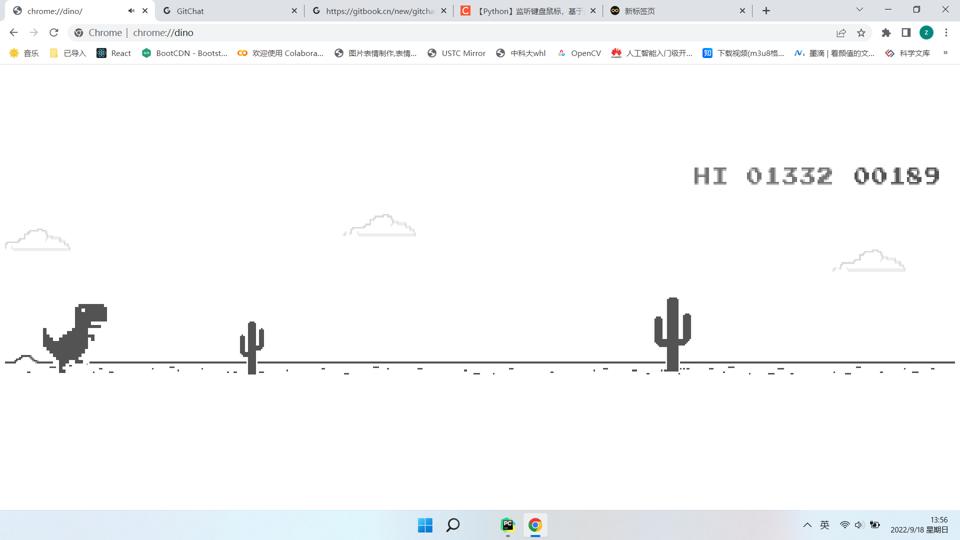 chrome://dino/
GitChat
https://gitbook.cn/new/gitcha
【Python】监听键盘鼠标，基于
新标签页
Chrome | chrome://dino
音乐
已导入
React
BootCDN - Bootst...
欢迎使用 Colabora...
图片表情制作,表情...
USTC Mirror
中科大whl
OpenCV
人工智能入门极开...
下载视频(m3u8格...
墨滴 | 看颜值的文...
科学文库
HI 01332 00189
英
13:56
2022/9/18 星期日